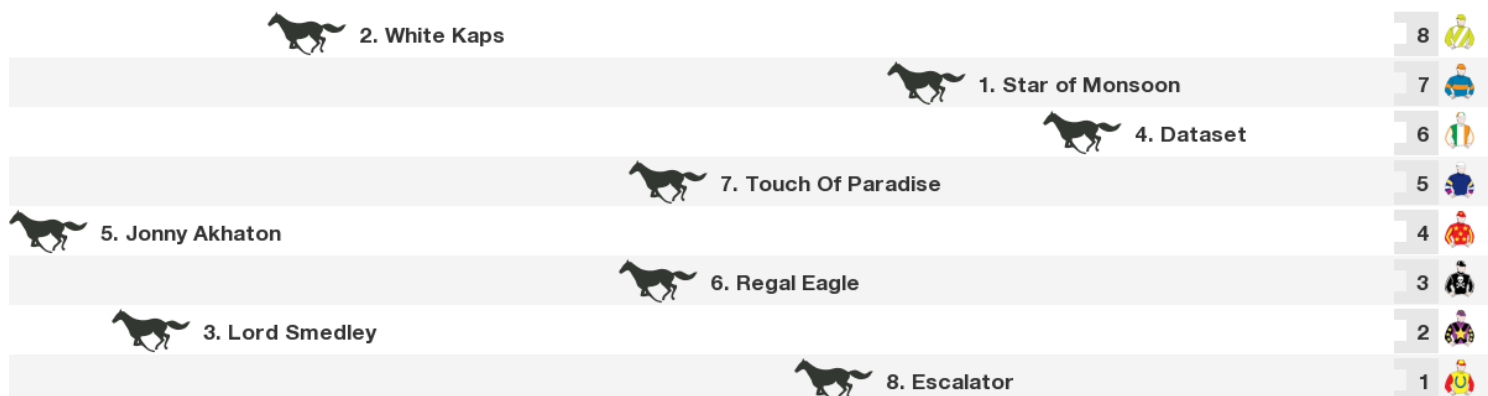 2. White Kaps 8
1. Star of Monsoon 7
4. Dataset 6
7. Touch Of Paradise 5
5. Jonny Akhaton 4
6. Regal Eagle 3
3. Lord Smedley 2
8. Escalator 1